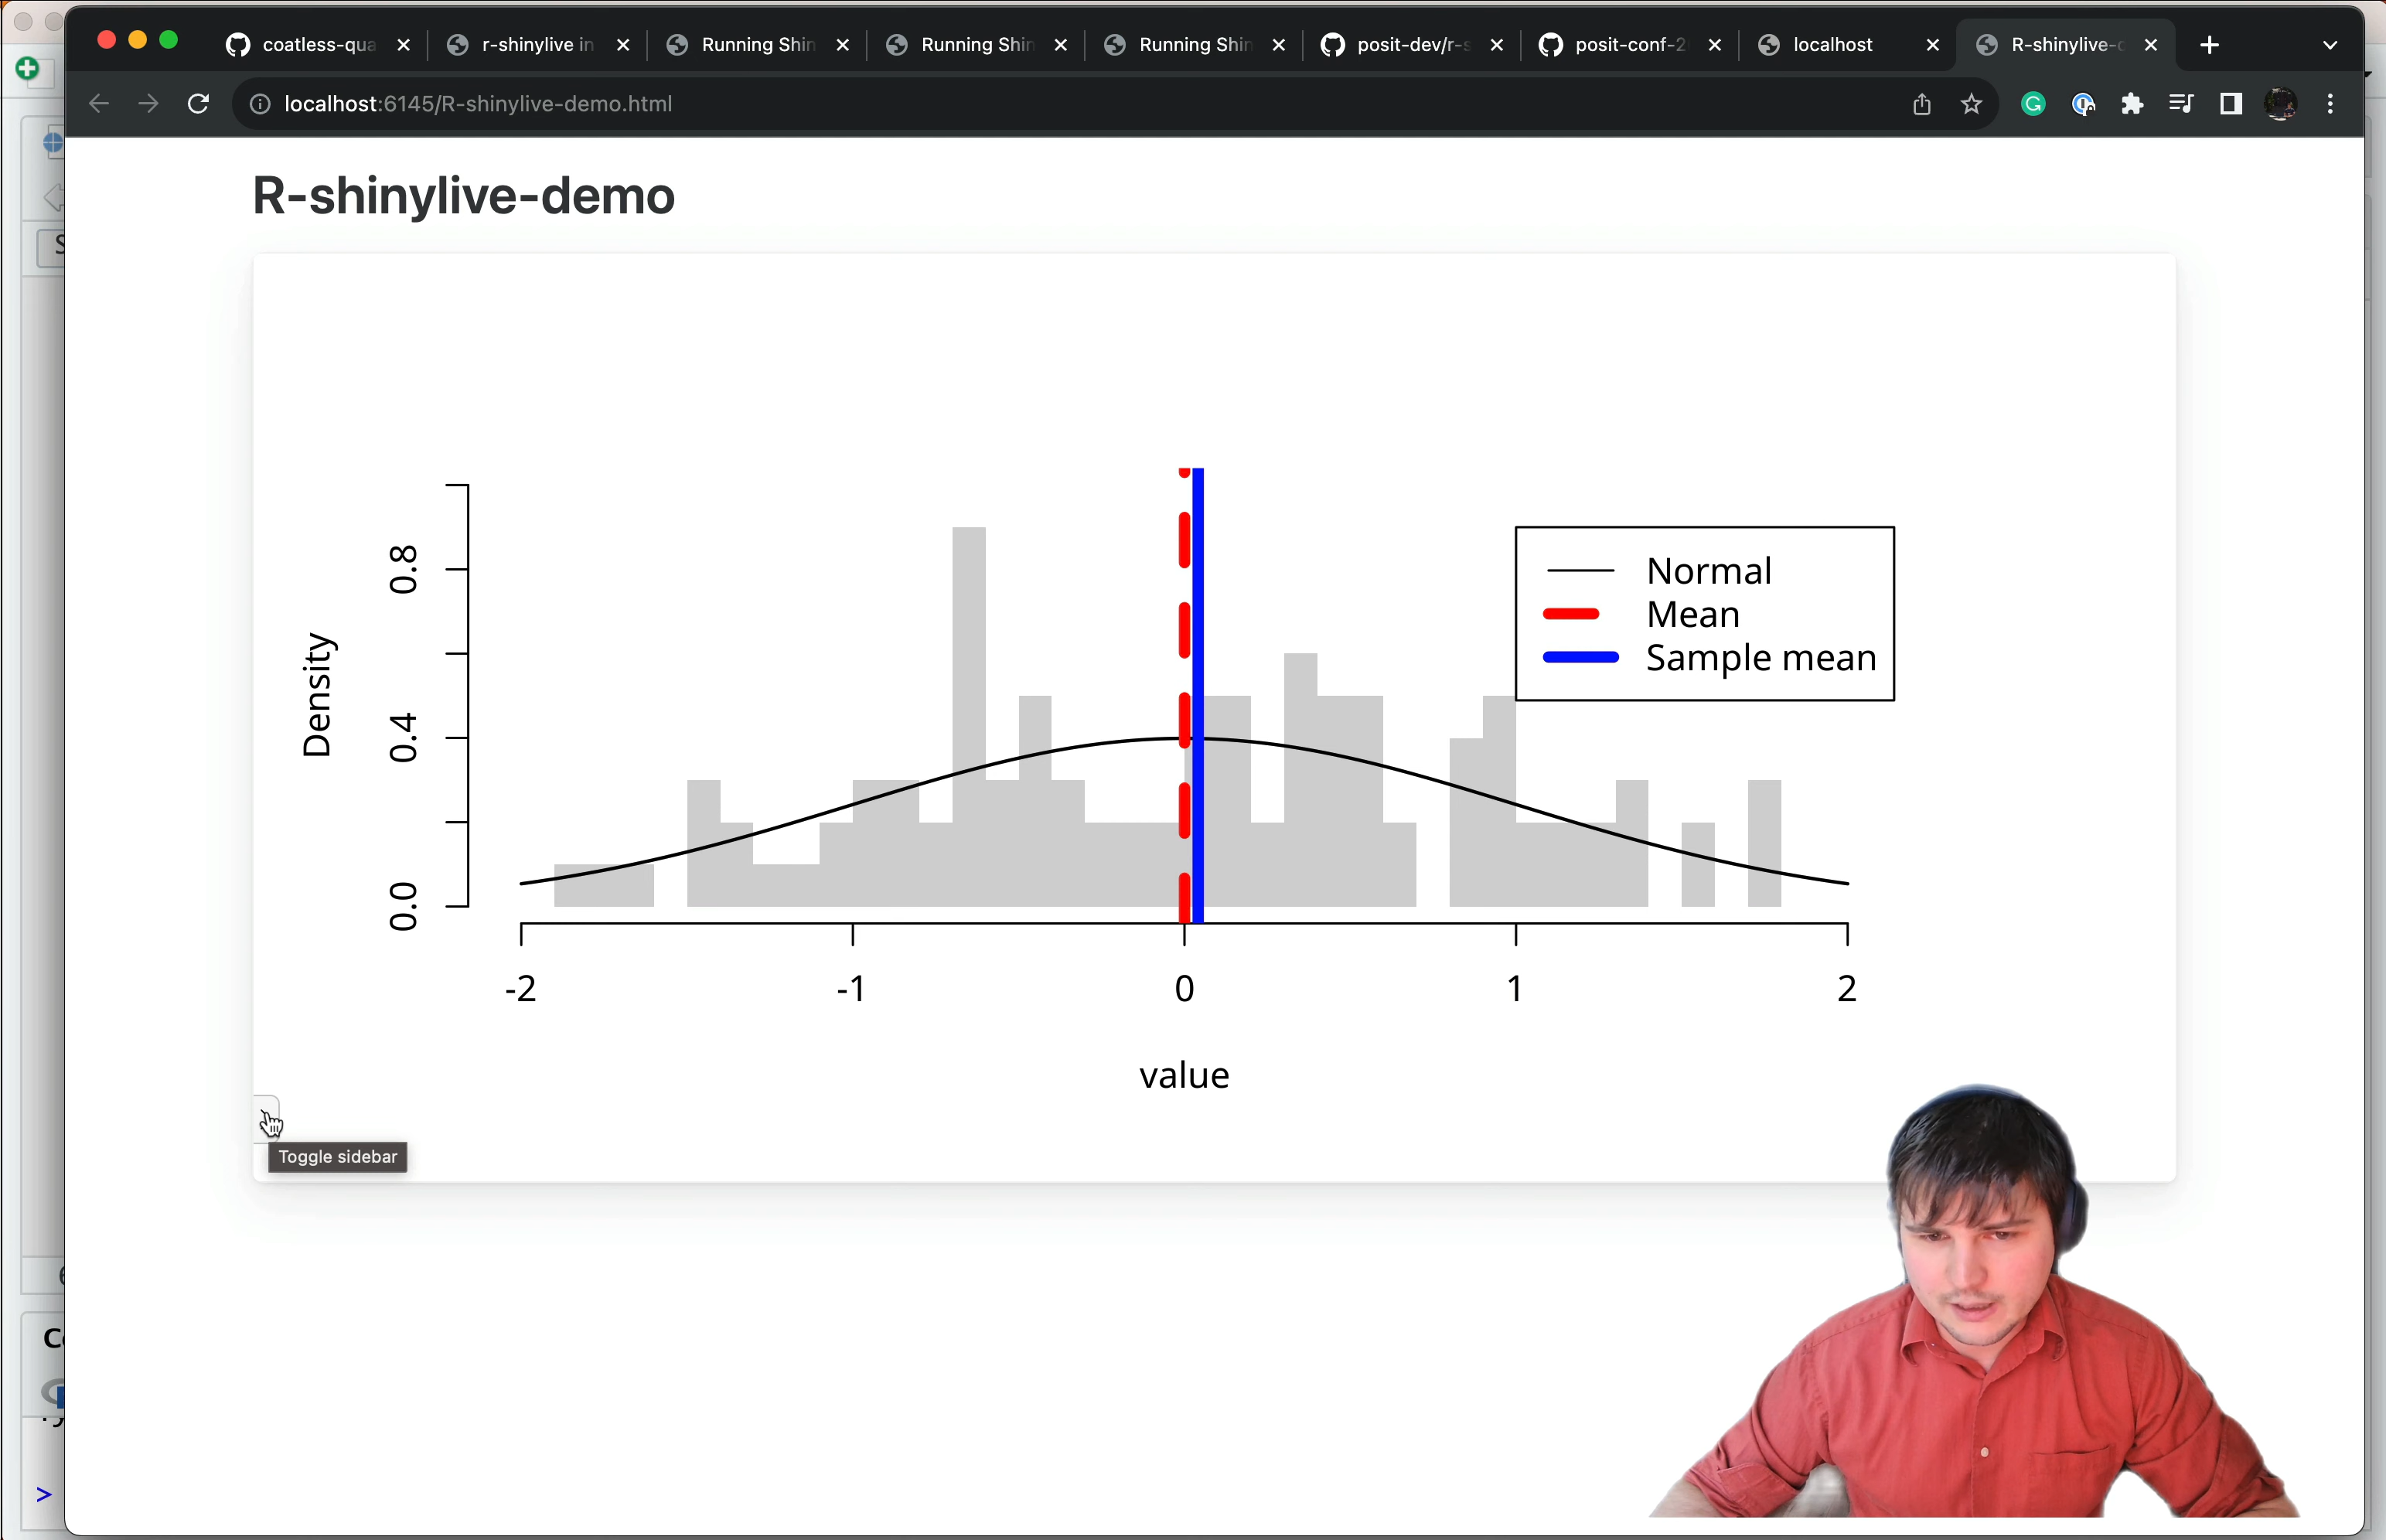 coatless-qua
r-shinylive in
Running Shin
Running Shin
Running Shin
posit-dev/r-s
posit-conf-2
localhost
R-shinylive-
localhost:6145/R-shinylive-demo.html
R-shinylive-demo
Normal
Mean
Sample mean
Density
0.8
0.4
0.0
-2
-1
0
1
2
value
Toggle sidebar
>